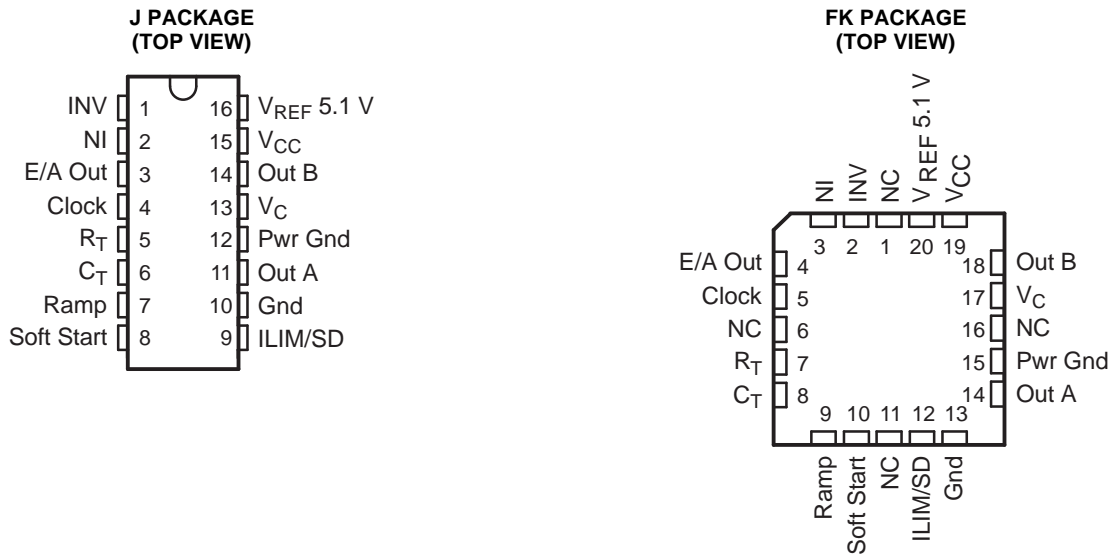 J PACKAGE
(TOP VIEW)
INV 1 16 VREF 5.1 V
NI 2 15 VCC
E/A Out 3 14 Out B
Clock 4 13 VC
RT 5 12 Pwr Gnd
CT 6 11 Out A
Ramp 7 10 Gnd
Soft Start 8 9 ILIM/SD
FK PACKAGE
(TOP VIEW)
NI INV NC VREF 5.1 V VCC
3 2 1 20 19
E/A Out 4 18 Out B
Clock 5 17 VC
NC 6 16 NC
RT 7 15 Pwr Gnd
CT 8 14 Out A
9 10 11 12 13
Ramp Soft Start NC ILIM/SD Gnd